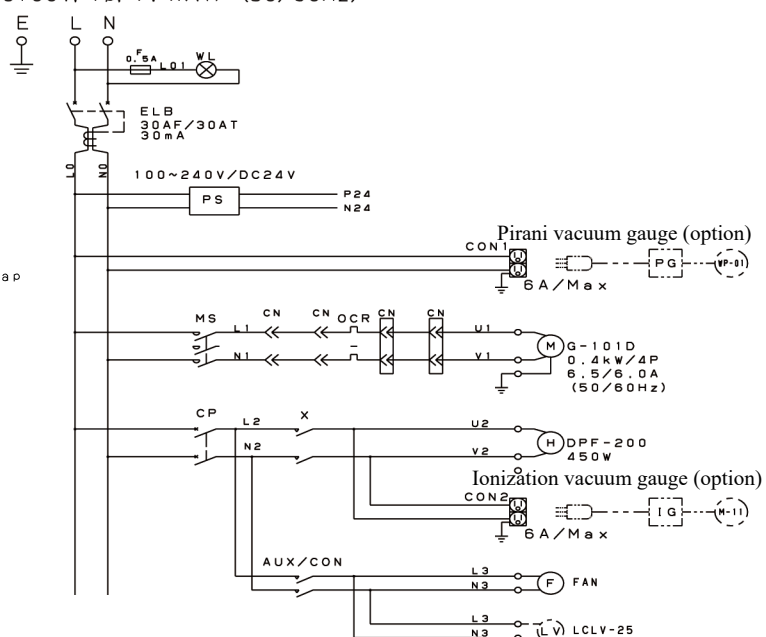 (50/60Hz)
E L N
F
0.5A
L01
WL
ELB
30AF/30AT
30mA
L0 N0
100~240V/DC24V
PS
P24
N24
Pirani vacuum gauge (option)
CON1
PG
WP-01
6A/Max
ap
MS
L1
CN
CN
OCR
CN
CN
U1
N1
V1
M
G-101D
0.4kW/4P
6.5/6.0A
(50/60Hz)
CP
L2
X
U2
N2
V2
H
DPF-200
450W
Ionization vacuum gauge (option)
CON2
IG
M-11
6A/Max
AUX/CON
L3
N3
F
FAN
L3
N3
LV
LCLV-25